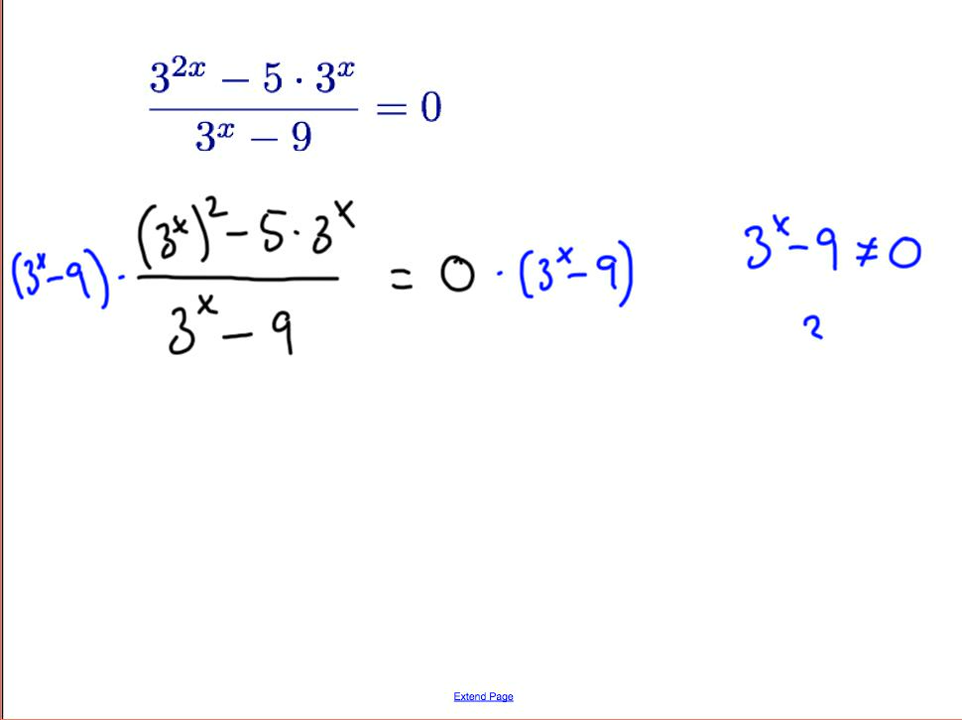 3^{2x} − 5 · 3^x
――――――― = 0
3^x − 9
(3^x−9) · (3^x)^2 − 5 · 3^x
――――――― = 0 · (3^x−9)
3^x − 9
3^x−9 ≠ 0
3
Extend Page